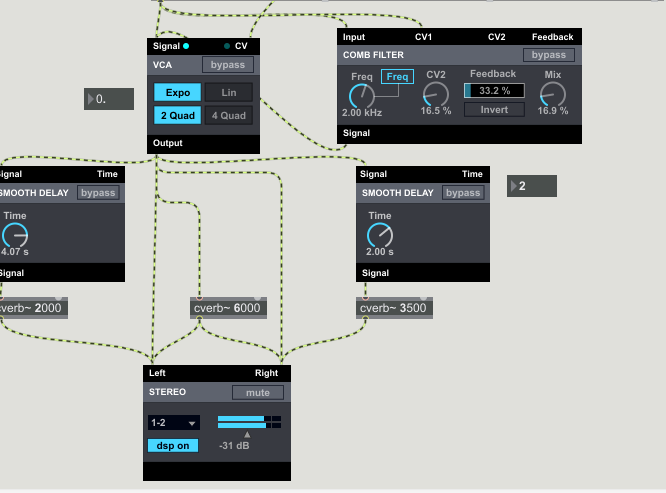 Input CV1 CV2 Feedback
COMB FILTER bypass
Freq Freq CV2 Feedback Mix
33.2 %
Invert
2.00 kHz 16.5 % 16.9 %
Signal
Signal CV
VCA bypass
Expo Lin
2 Quad 4 Quad
Output
0.
Signal Time
SMOOTH DELAY bypass
Time
4.07 s
Signal
Signal Time
SMOOTH DELAY bypass
Time
2.00 s
Signal
2
cverb~ 2000
cverb~ 6000
cverb~ 3500
Left Right
STEREO mute
1-2
dsp on -31 dB